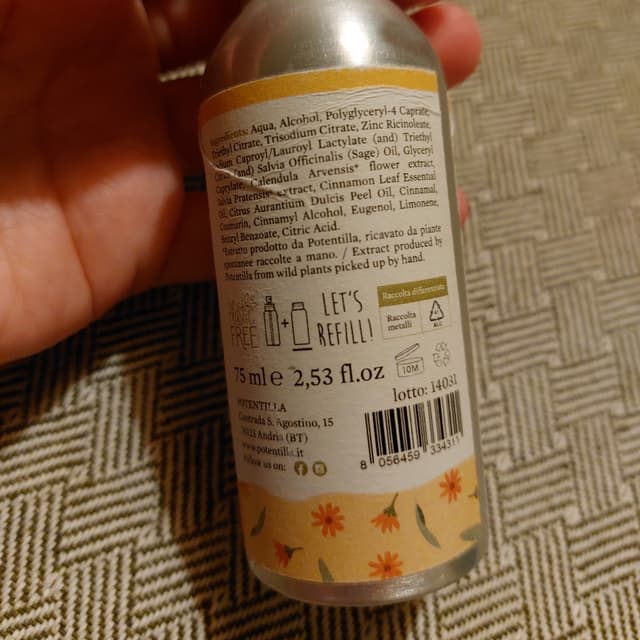 Ingredients: Aqua, Alcohol, Polyglyceryl-4 Caprate,
Triethyl Citrate, Trisodium Citrate, Zinc Ricinoleate,
Caproyl/Lauroyl Lactylate (and) Triethyl
and) Salvia Officinalis (Sage) Oil, Glyceryl
Caprylate, Calendula Arvensis* flower extract,
Salvia Pratensis* extract, Cinnamon Leaf Essential
Oil, Citrus Aurantium Dulcis Peel Oil, Cinnamal,
Coumarin, Cinnamyl Alcohol, Eugenol, Limonene,
Benzyl Benzoate, Citric Acid.
*Estratto prodotto da Potentilla, ricavato da piante
spontanee raccolte a mano. / Extract produced by
Potentilla from wild plants picked up by hand.
FREE
+
LET'S
REFILL!
Raccolta differenziata
Raccolta
metalli
ALU
75 ml e 2,53 fl.oz
10M
lotto: 14031
POTENTILLA
Contrada S. Agostino, 15
Andria (BT)
www.potentilla.it
Follow us on:
8 056459 334311